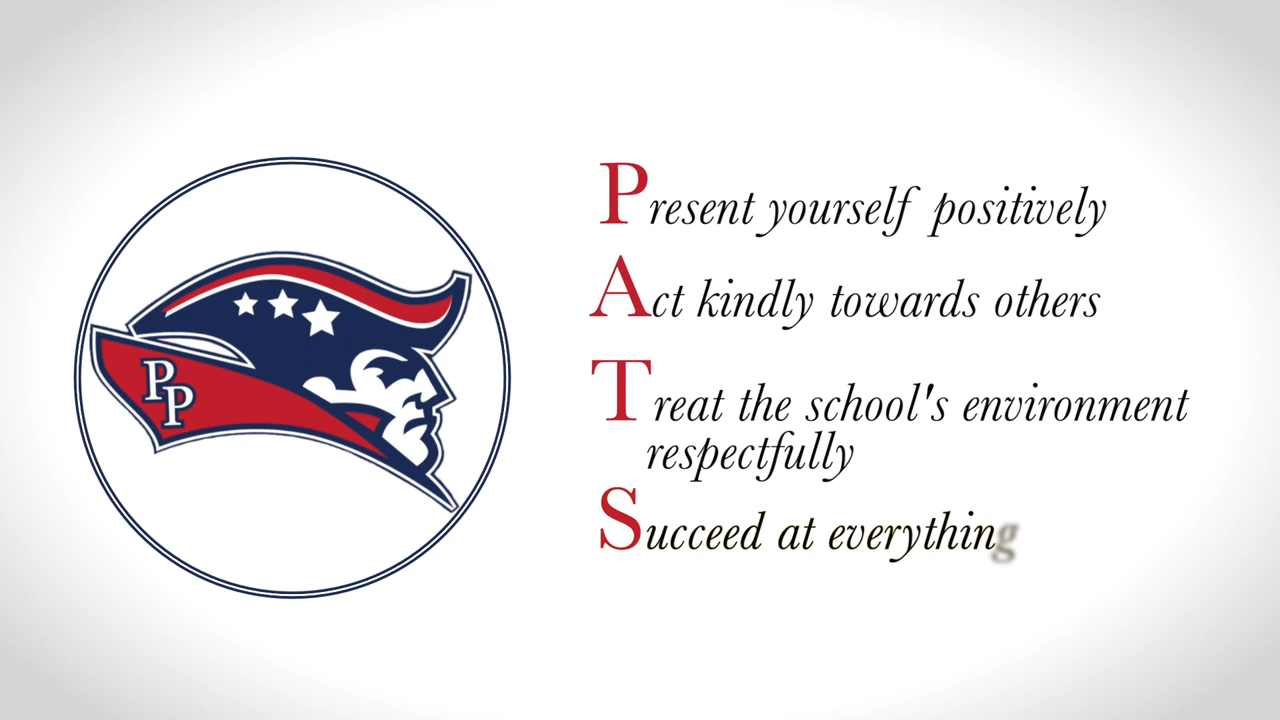 PP
Present yourself positively
Act kindly towards others
Treat the school's environment
respectfully
Succeed at everything